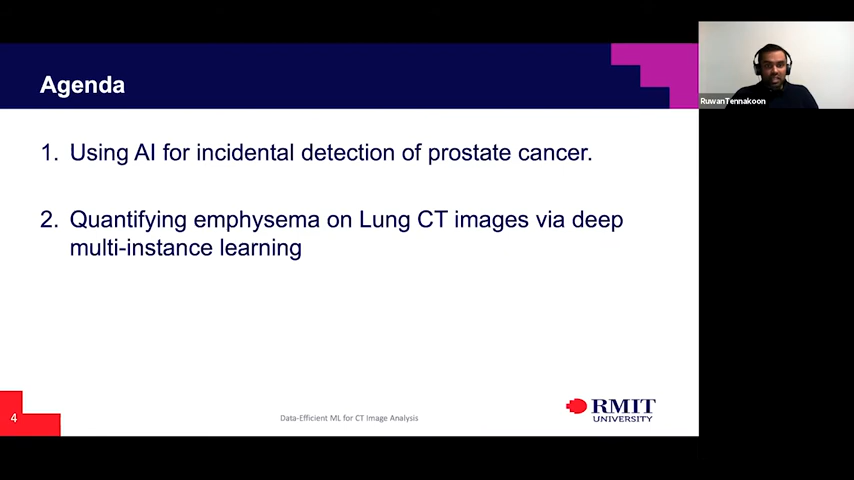 Agenda
RuwanTennakoon
1. Using AI for incidental detection of prostate cancer.
2. Quantifying emphysema on Lung CT images via deep
multi-instance learning
4
Data-Efficient ML for CT Image Analysis
RMIT
UNIVERSITY